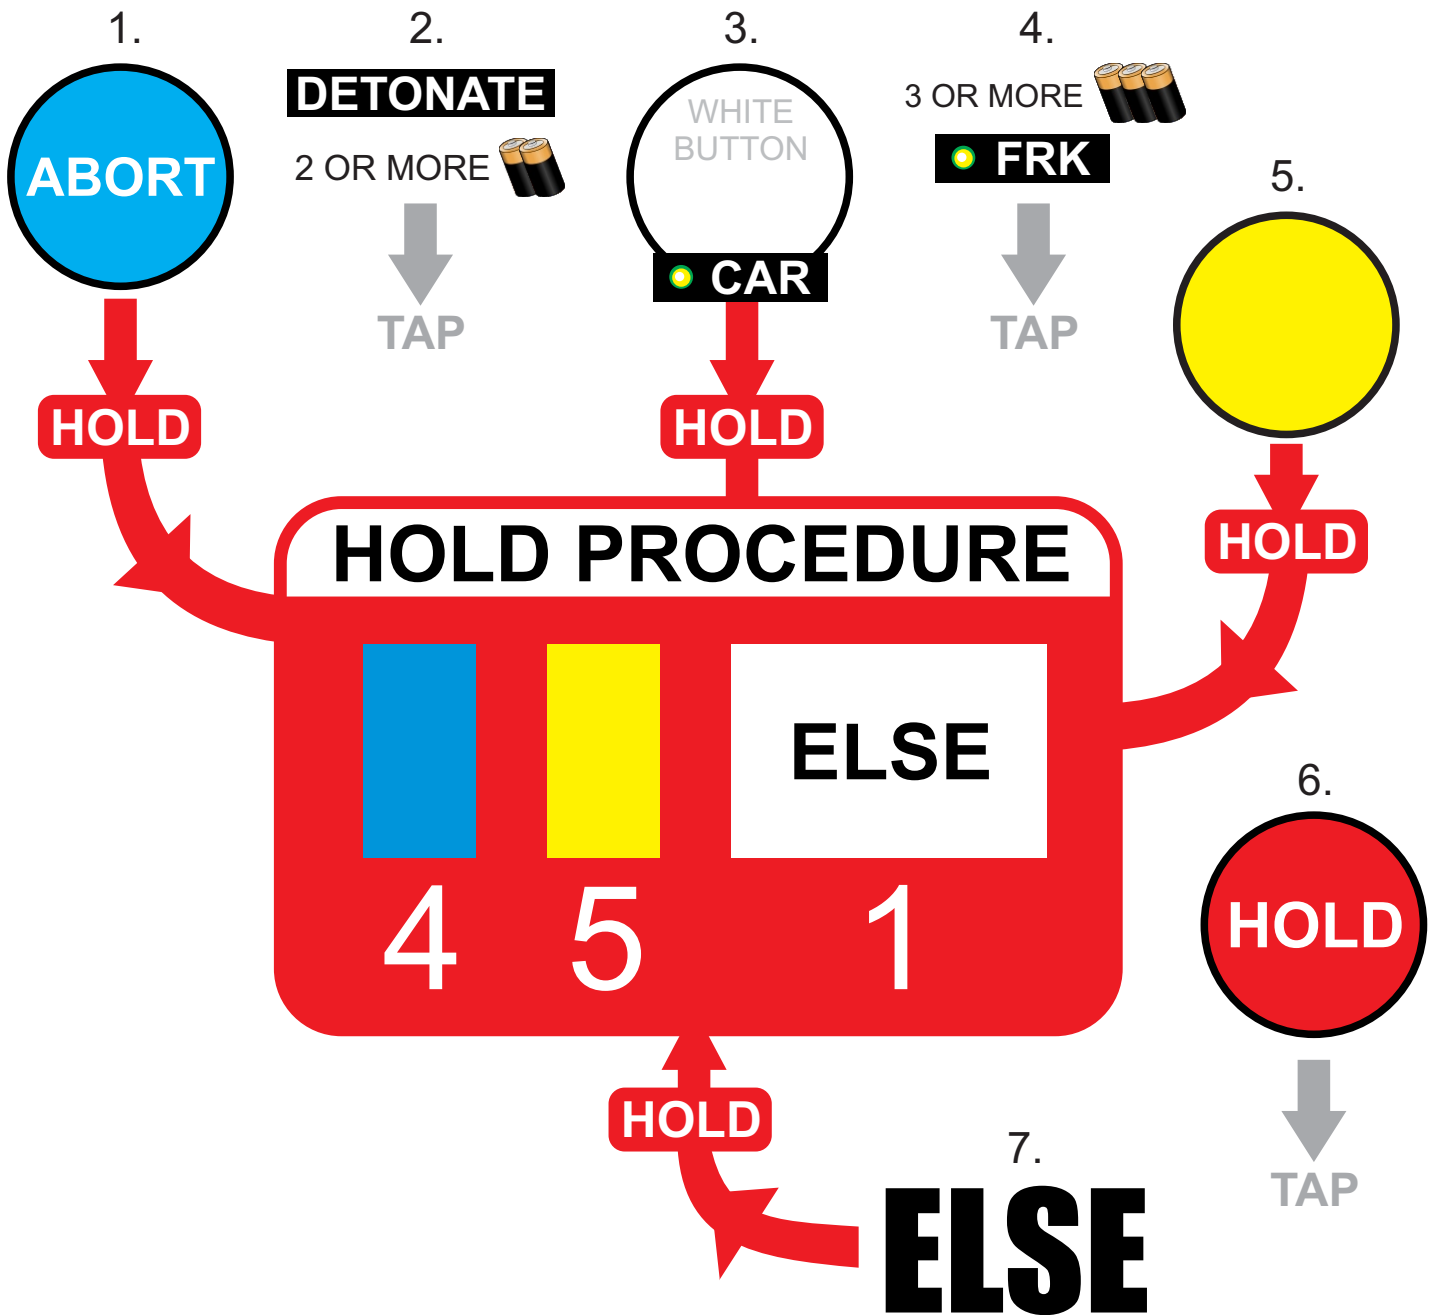 1.
ABORT
HOLD
2.
DETONATE
2 OR MORE
TAP
3.
WHITE
BUTTON
CAR
HOLD
4.
3 OR MORE
FRK
TAP
5.
HOLD
HOLD PROCEDURE
ELSE
4 5 1
6.
HOLD
TAP
7.
ELSE
HOLD